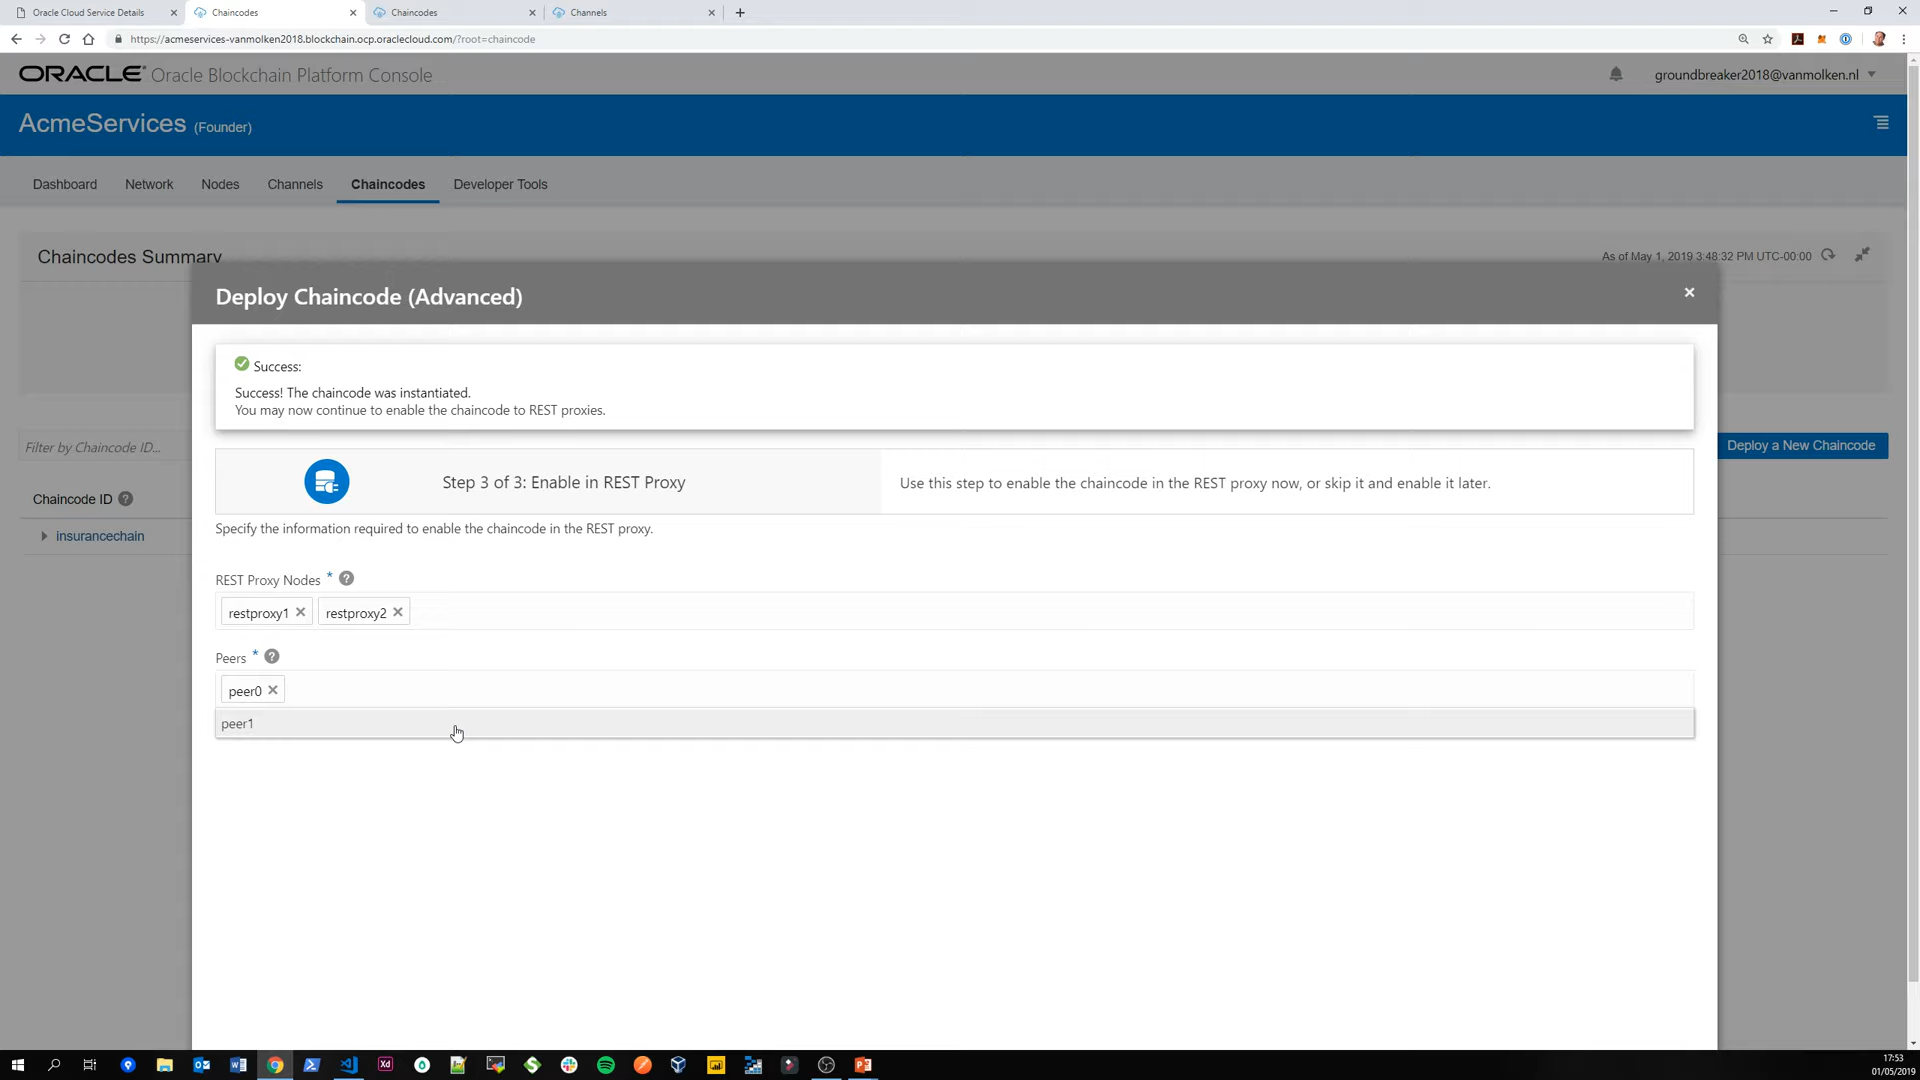 Oracle Cloud Service Details
Chaincodes
Chaincodes
Channels
https://acmeservices-vanmolken2018.blockchain.ocp.oraclecloud.com/?root=chaincode
ORACLE® Oracle Blockchain Platform Console
groundbreaker2018@vanmolken.nl
AcmeServices (Founder)
Dashboard
Network
Nodes
Channels
Chaincodes
Developer Tools
Chaincodes Summary
As of May 1, 2019 3:48:32 PM UTC-00:00
Deploy Chaincode (Advanced)
Success:
Success! The chaincode was instantiated.
You may now continue to enable the chaincode to REST proxies.
Filter by Chaincode ID...
Deploy a New Chaincode
Step 3 of 3: Enable in REST Proxy
Use this step to enable the chaincode in the REST proxy now, or skip it and enable it later.
Chaincode ID ?
Specify the information required to enable the chaincode in the REST proxy.
insurancechain
REST Proxy Nodes * ?
restproxy1
restproxy2
Peers * ?
peer0
peer1
17:53
01/05/2019